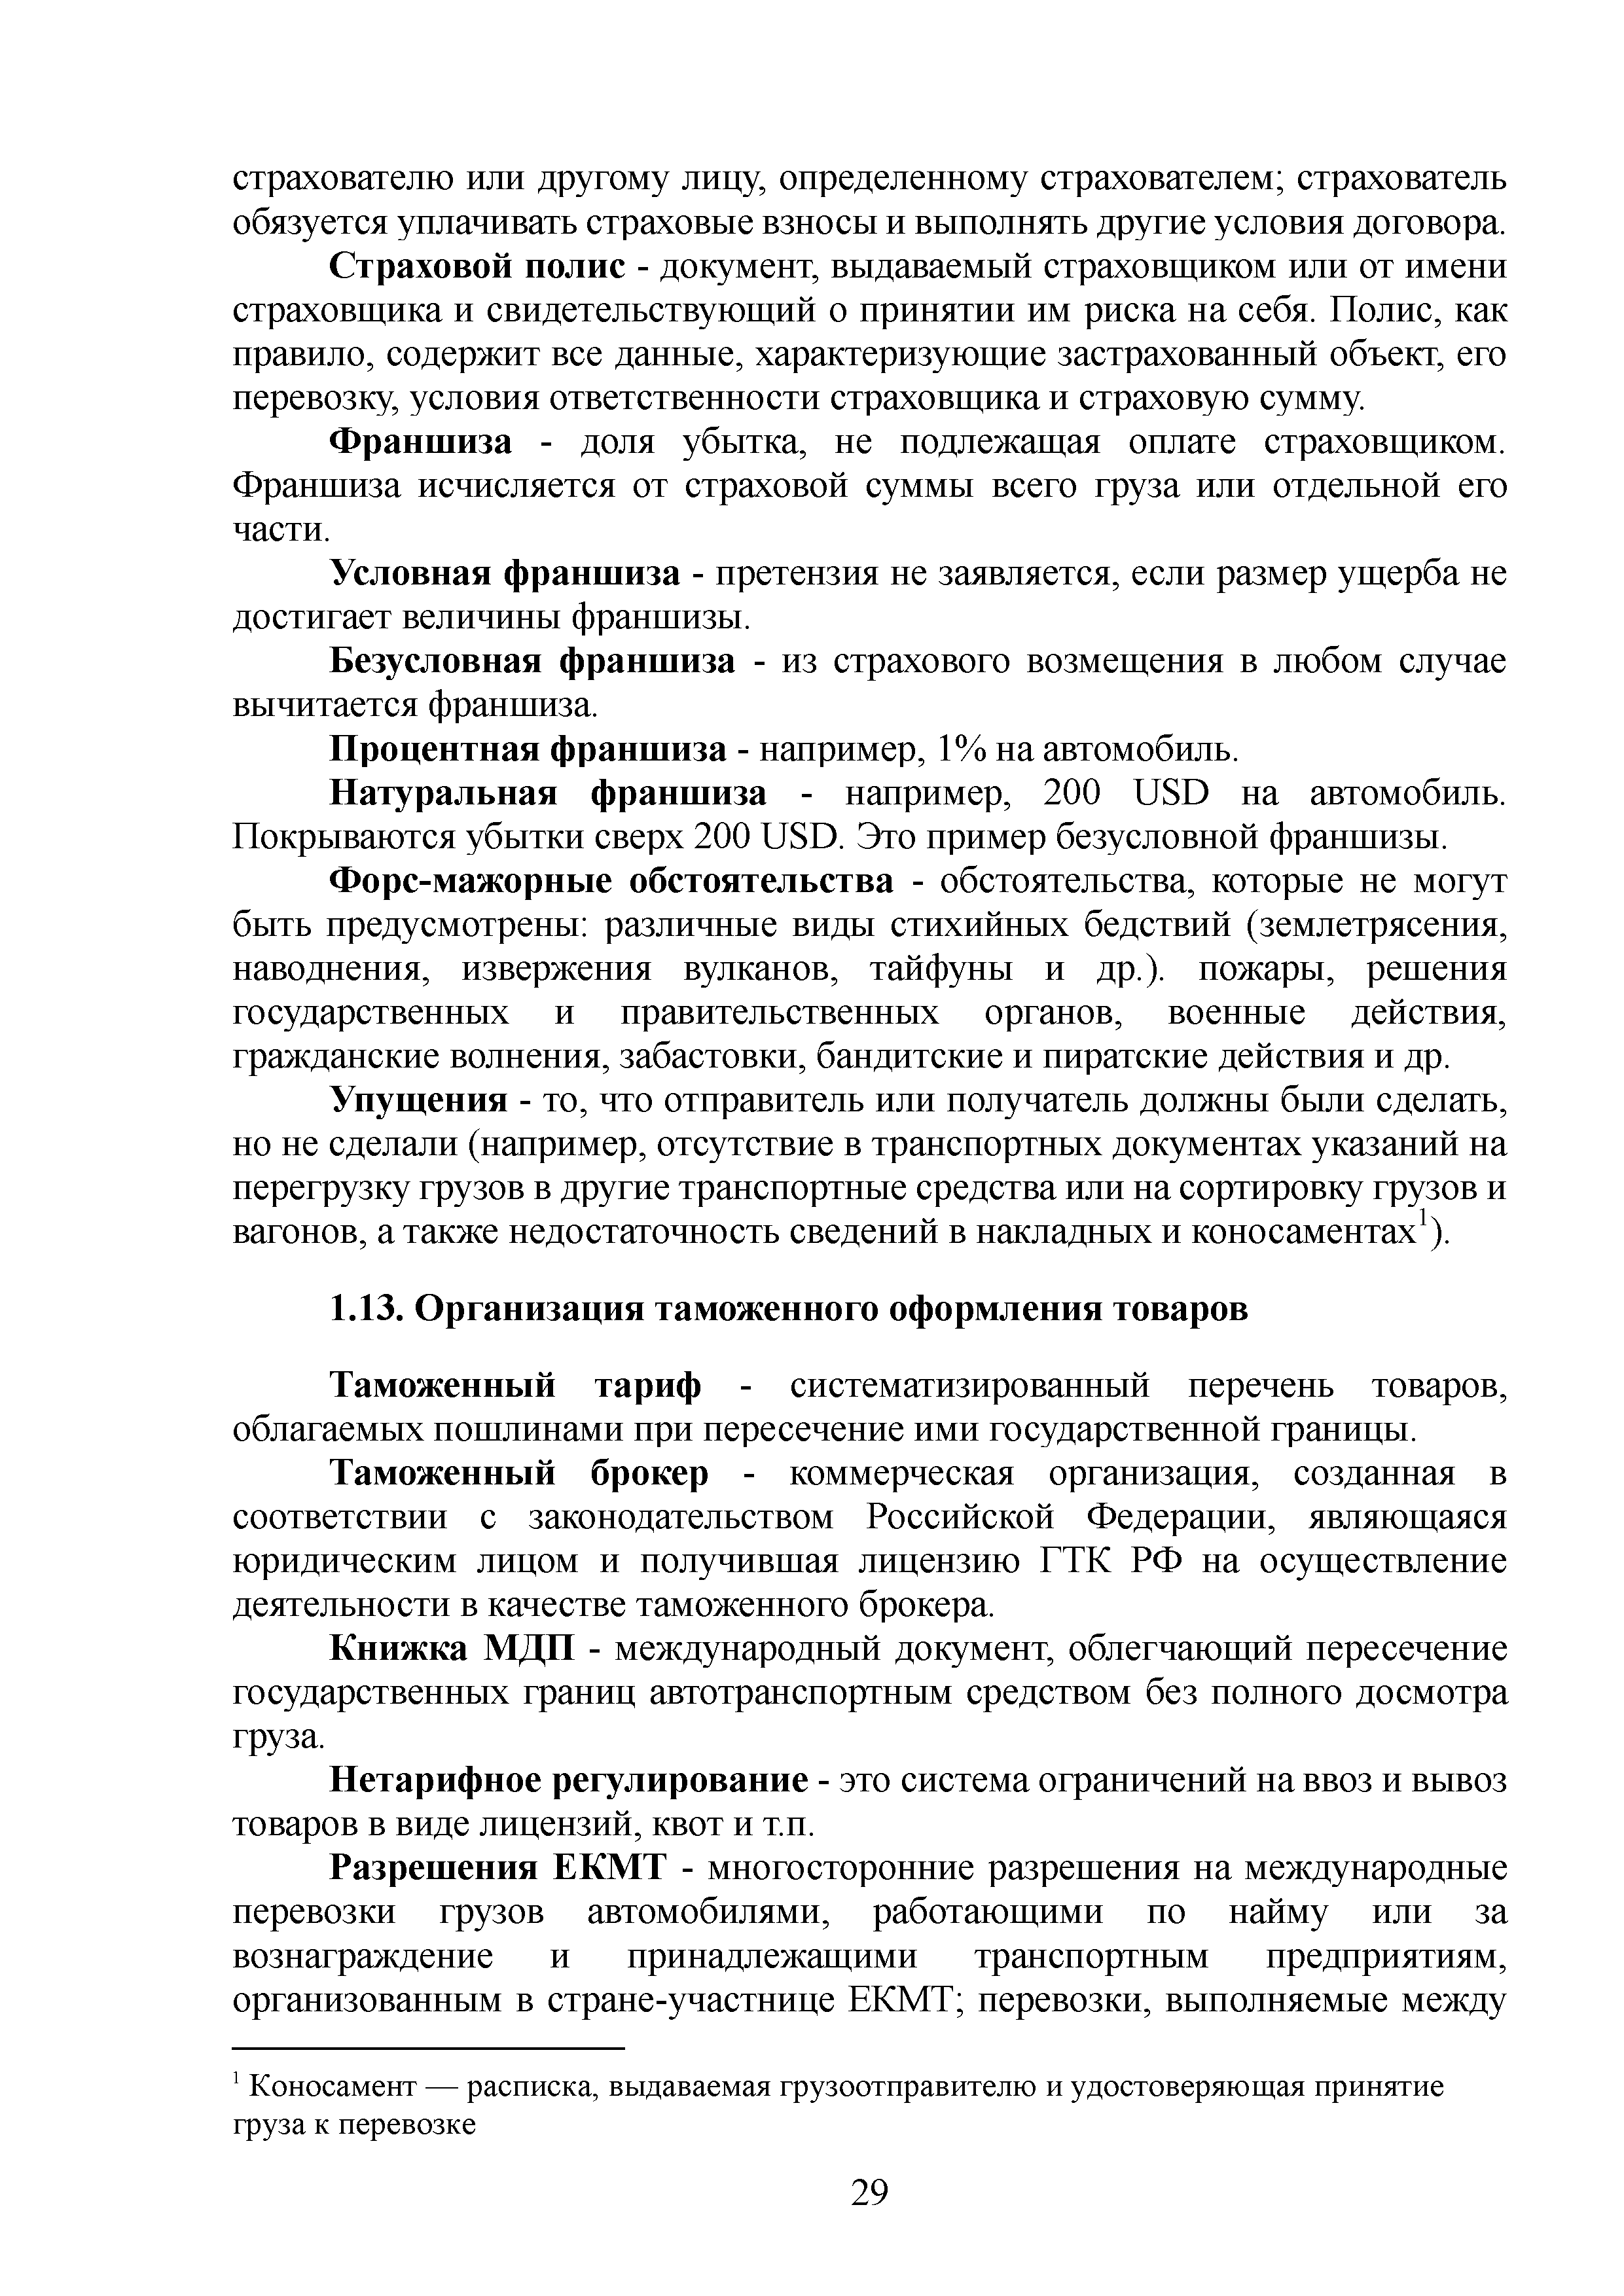 страхователю или другому лицу, определенному страхователем; страхователь
обязуется уплачивать страховые взносы и выполнять другие условия договора.
Страховой полис - документ, выдаваемый страховщиком или от имени
страховщика и свидетельствующий о принятии им риска на себя. Полис, как
правило, содержит все данные, характеризующие застрахованный объект, его
перевозку, условия ответственности страховщика и страховую сумму.
Франшиза - доля убытка, не подлежащая оплате страховщиком.
Франшиза исчисляется от страховой суммы всего груза или отдельной его
части.
Условная франшиза - претензия не заявляется, если размер ущерба не
достигает величины франшизы.
Безусловная франшиза - из страхового возмещения в любом случае
вычитается франшиза.
Процентная франшиза - например, 1% на автомобиль.
Натуральная франшиза - например, 200 USD на автомобиль.
Покрываются убытки сверх 200 USD. Это пример безусловной франшизы.
Форс-мажорные обстоятельства - обстоятельства, которые не могут
быть предусмотрены: различные виды стихийных бедствий (землетрясения,
наводнения, извержения вулканов, тайфуны и др.). пожары, решения
государственных и правительственных органов, военные действия,
гражданские волнения, забастовки, бандитские и пиратские действия и др.
Упущения - то, что отправитель или получатель должны были сделать,
но не сделали (например, отсутствие в транспортных документах указаний на
перегрузку грузов в другие транспортные средства или на сортировку грузов и
вагонов, а также недостаточность сведений в накладных и коносаментах¹).
1.13. Организация таможенного оформления товаров
Таможенный тариф - систематизированный перечень товаров,
облагаемых пошлинами при пересечение ими государственной границы.
Таможенный брокер - коммерческая организация, созданная в
соответствии с законодательством Российской Федерации, являющаяся
юридическим лицом и получившая лицензию ГТК РФ на осуществление
деятельности в качестве таможенного брокера.
Книжка МДП - международный документ, облегчающий пересечение
государственных границ автотранспортным средством без полного досмотра
груза.
Нетарифное регулирование - это система ограничений на ввоз и вывоз
товаров в виде лицензий, квот и т.п.
Разрешения ЕКМТ - многосторонние разрешения на международные
перевозки грузов автомобилями, работающими по найму или за
вознаграждение и принадлежащими транспортным предприятиям,
организованным в стране-участнице ЕКМТ; перевозки, выполняемые между
¹ Коносамент — расписка, выдаваемая грузоотправителю и удостоверяющая принятие
груза к перевозке
29